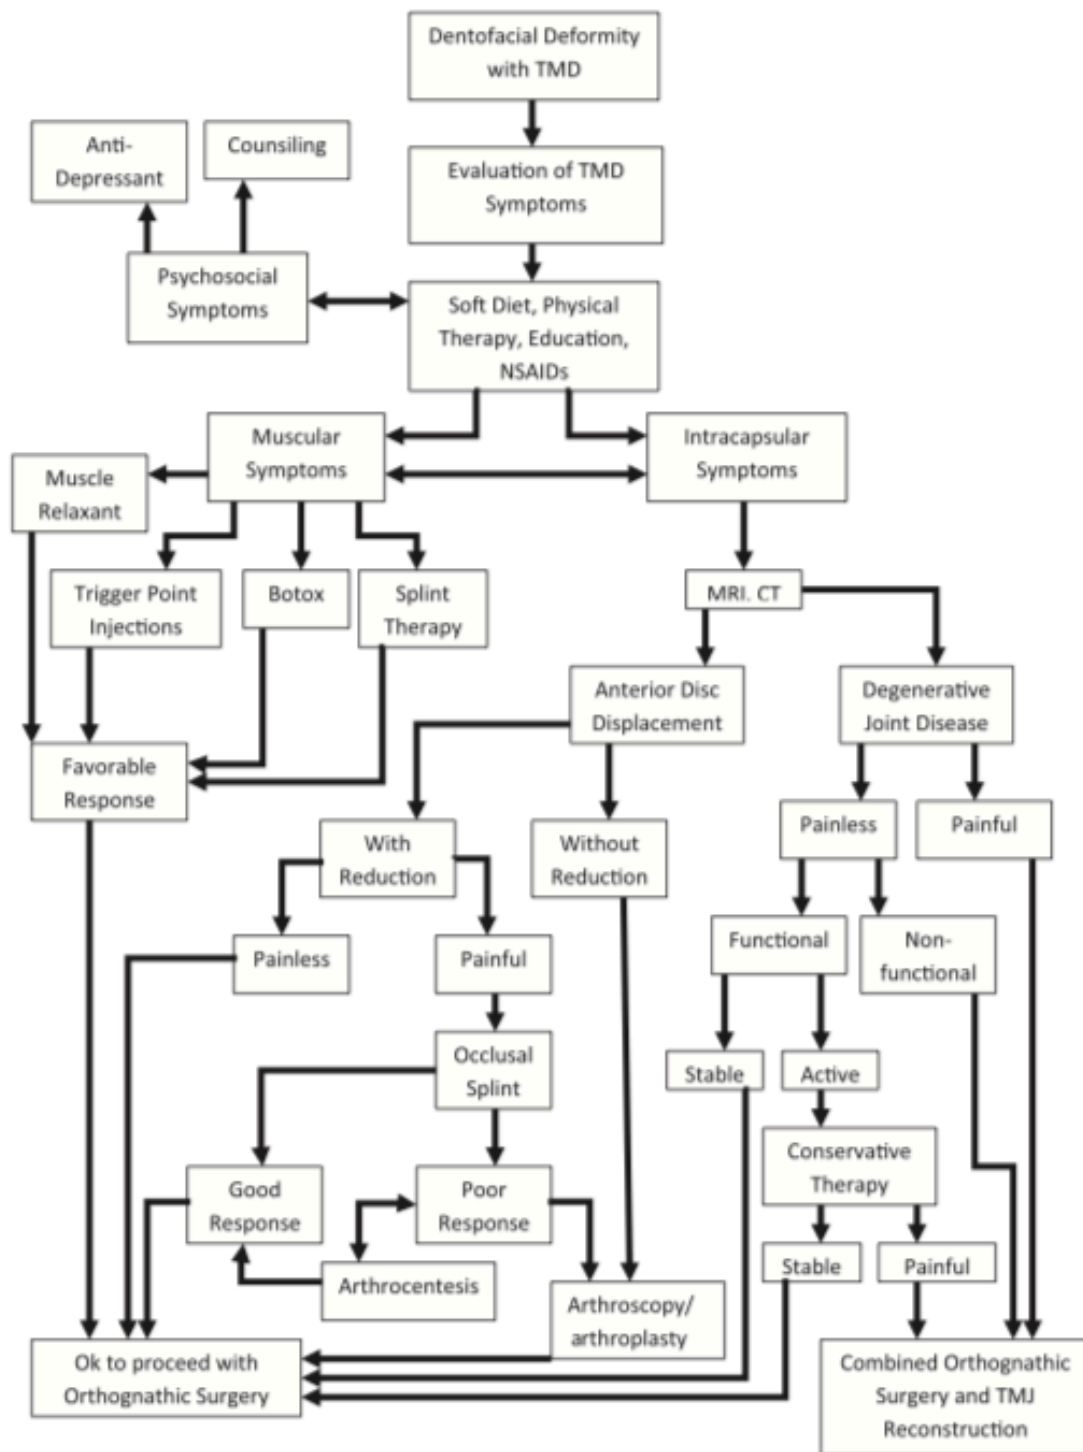 Dentofacial Deformity
with TMD
Anti-
Depressant
Counsiling
Evaluation of TMD
Symptoms
Psychosocial
Symptoms
Soft Diet, Physical
Therapy, Education,
NSAIDs
Muscular
Symptoms
Intracapsular
Symptoms
Muscle
Relaxant
Trigger Point
Injections
Botox
Splint
Therapy
MRI. CT
Anterior Disc
Displacement
Degenerative
Joint Disease
Favorable
Response
With
Reduction
Without
Reduction
Painless
Painful
Painless
Painful
Functional
Non-
functional
Occlusal
Splint
Stable
Active
Good
Response
Poor
Response
Conservative
Therapy
Arthrocentesis
Stable
Painful
Arthroscopy/
arthroplasty
Ok to proceed with
Orthognathic Surgery
Combined Orthognathic
Surgery and TMJ
Reconstruction